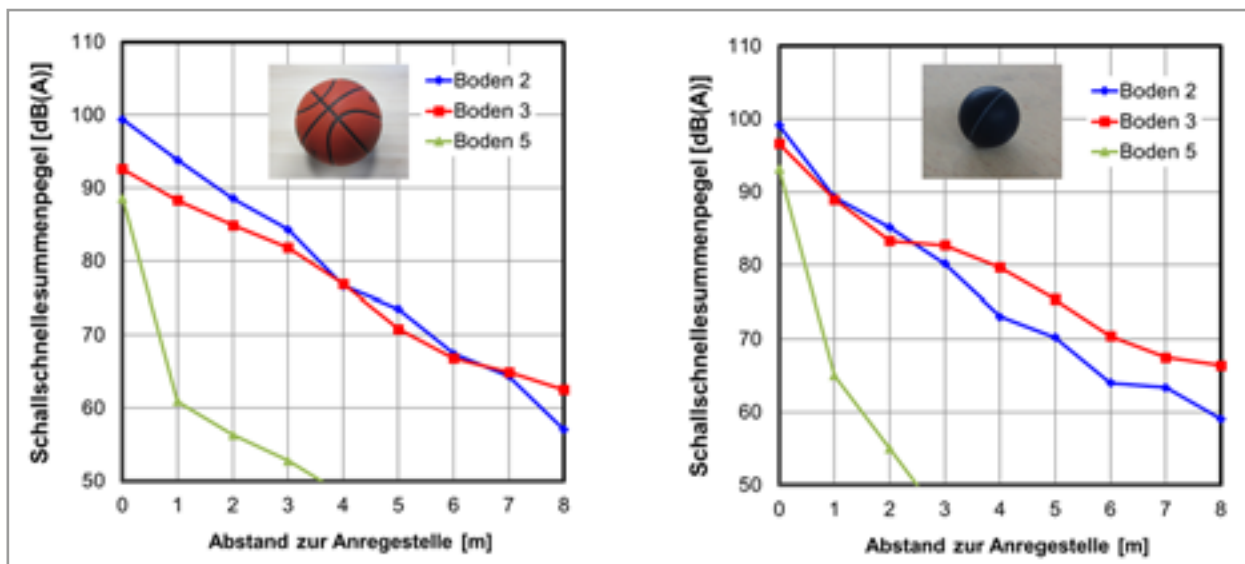 110
100
90
80
70
60
50
0 1 2 3 4 5 6 7 8
Schallschnellesummenpegel [dB(A)]
Abstand zur Anregestelle [m]
Boden 2
Boden 3
Boden 5
110
100
90
80
70
60
50
0 1 2 3 4 5 6 7 8
Schallschnellesummenpegel [dB(A)]
Abstand zur Anregestelle [m]
Boden 2
Boden 3
Boden 5